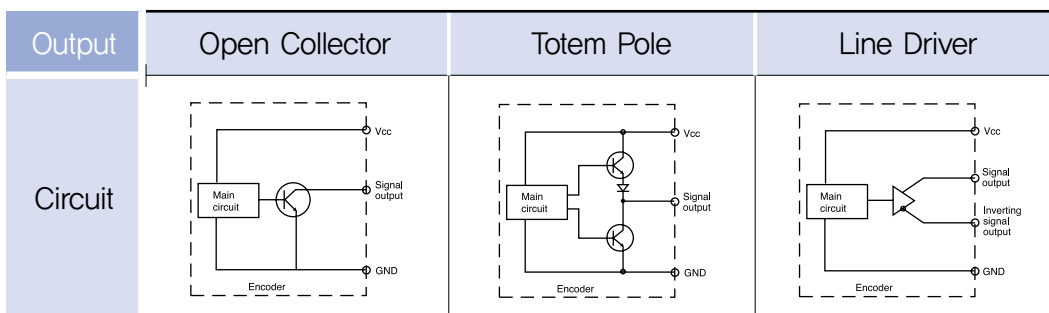 Output
Open Collector
Totem Pole
Line Driver
Circuit
Vcc
Main
circuit
Signal
output
GND
Encoder
Vcc
Main
circuit
Signal
output
GND
Encoder
Vcc
Main
circuit
Signal
output
Inverting
signal
output
GND
Encoder